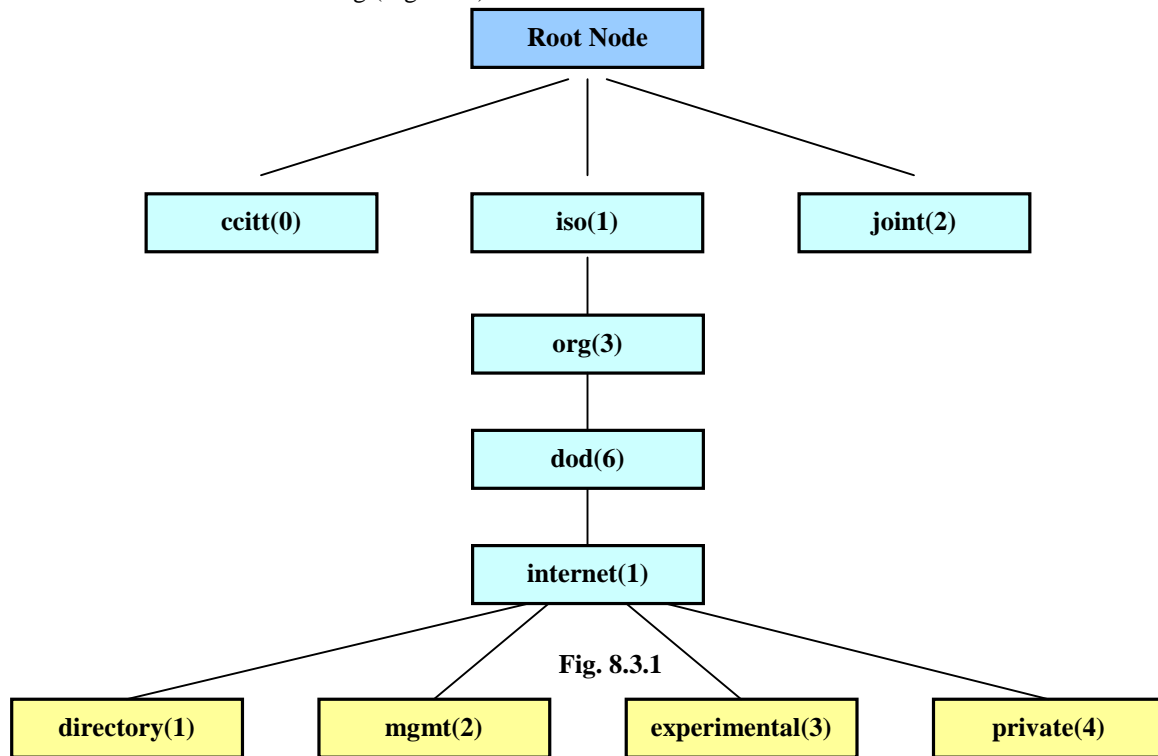 Root Node
ccitt(0) iso(1) joint(2)
org(3)
dod(6)
internet(1)
Fig. 8.3.1
directory(1) mgmt(2) experimental(3) private(4)